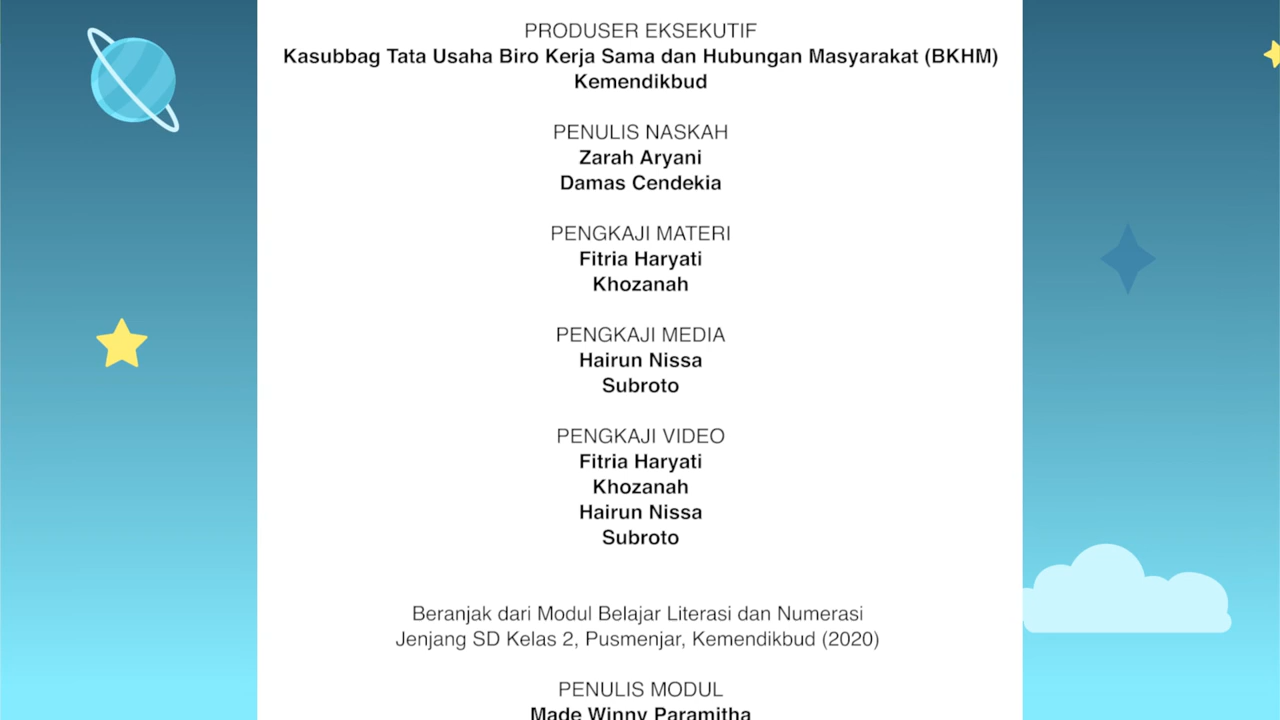 PRODUSER EKSEKUTIF
Kasubbag Tata Usaha Biro Kerja Sama dan Hubungan Masyarakat (BKHM)
Kemendikbud
PENULIS NASKAH
Zarah Aryani
Damas Cendekia
PENGKAJI MATERI
Fitria Haryati
Khozanah
PENGKAJI MEDIA
Hairun Nissa
Subroto
PENGKAJI VIDEO
Fitria Haryati
Khozanah
Hairun Nissa
Subroto
Beranjak dari Modul Belajar Literasi dan Numerasi
Jenjang SD Kelas 2, Pusmenjar, Kemendikbud (2020)
PENULIS MODUL
Made Winny Paramitha